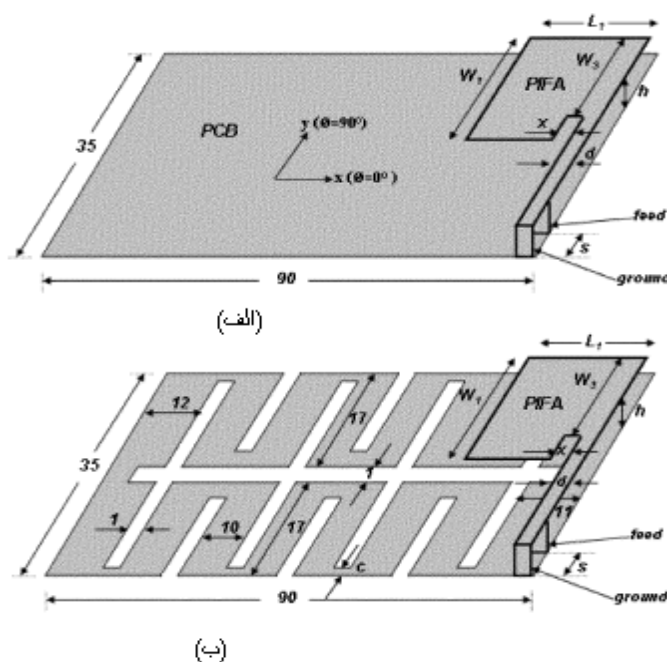 L₁
W₁
W₃
PIFA
h
35
PCB
y (Ø=90°)
x
x (Ø=0°)
d
feed
s
90
ground
(الف)
L₁
W₁
W₃
PIFA
12
17
h
35
x
1
d
11
1
10
17
feed
c
s
90
ground
(ب)